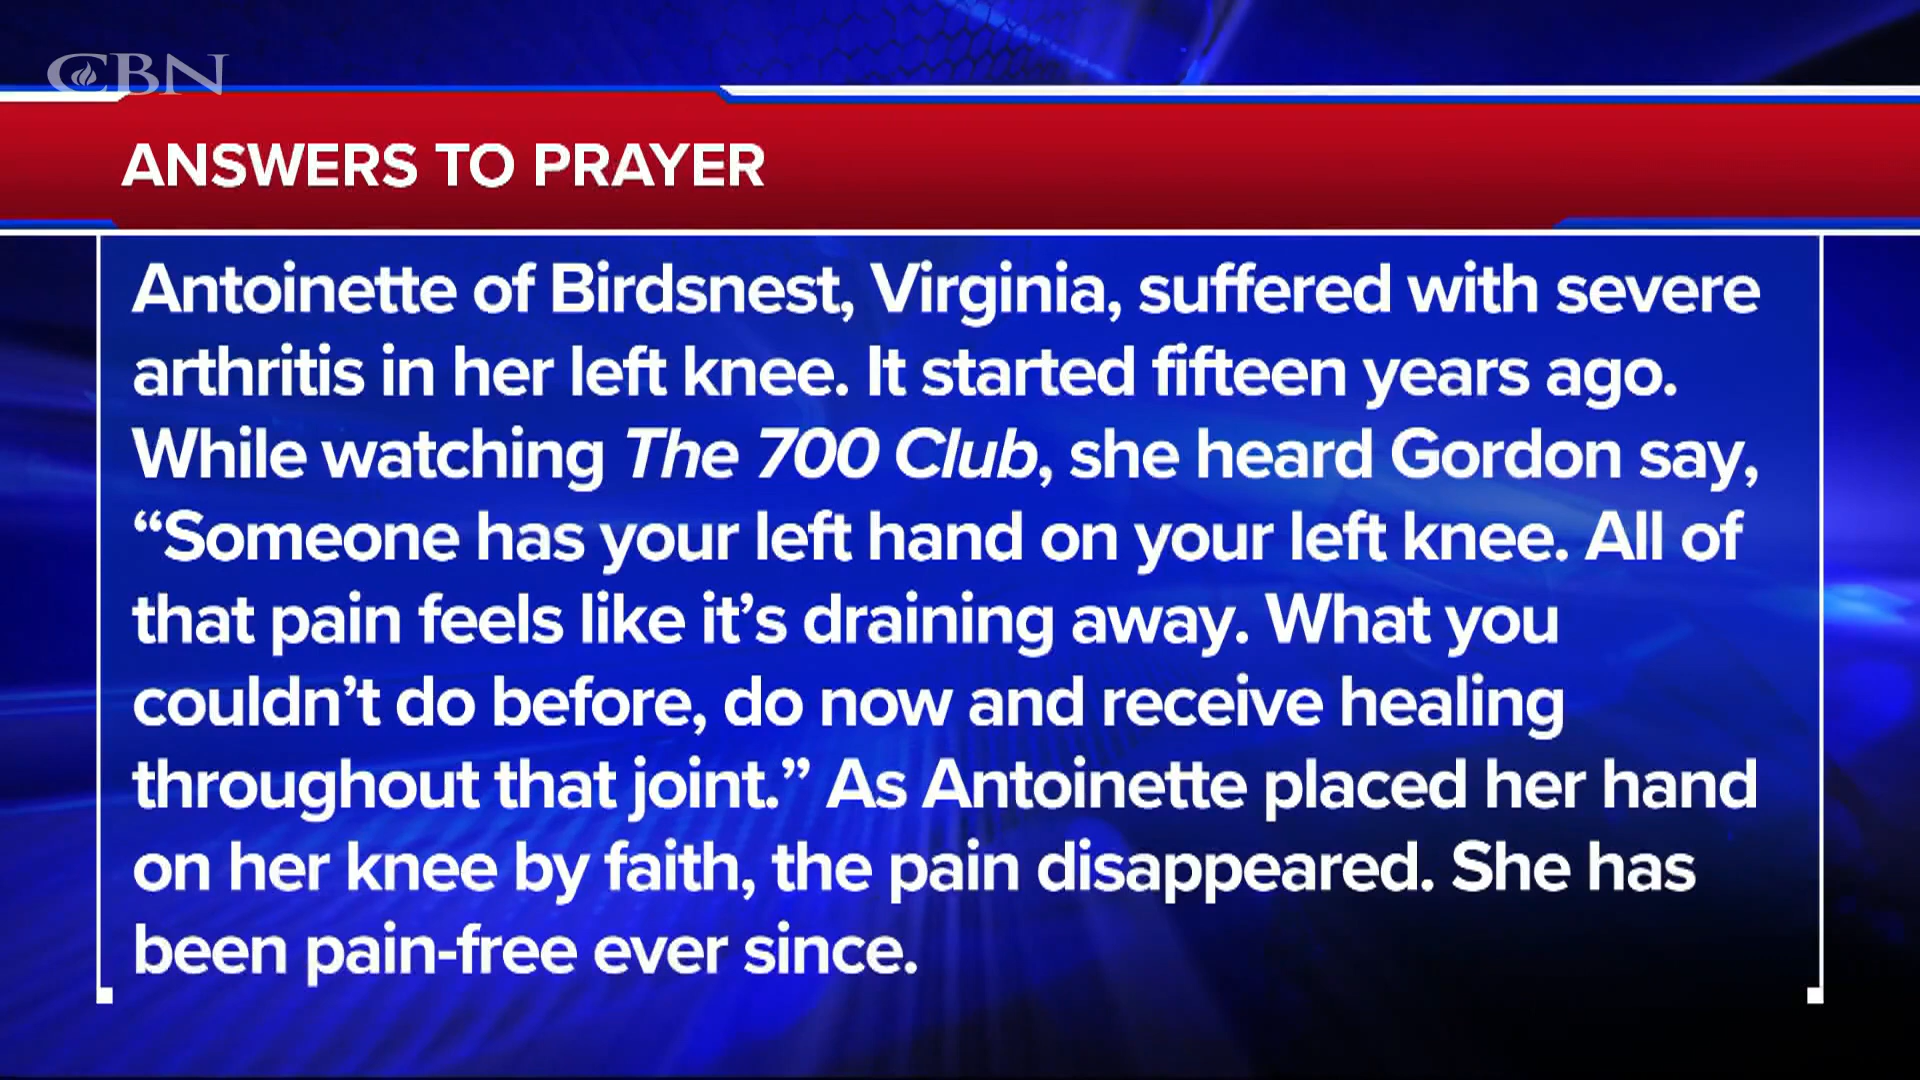 CBN
ANSWERS TO PRAYER
Antoinette of Birdsnest, Virginia, suffered with severe
arthritis in her left knee. It started fifteen years ago.
While watching The 700 Club, she heard Gordon say,
“Someone has your left hand on your left knee. All of
that pain feels like it’s draining away. What you
couldn’t do before, do now and receive healing
throughout that joint.” As Antoinette placed her hand
on her knee by faith, the pain disappeared. She has
been pain-free ever since.